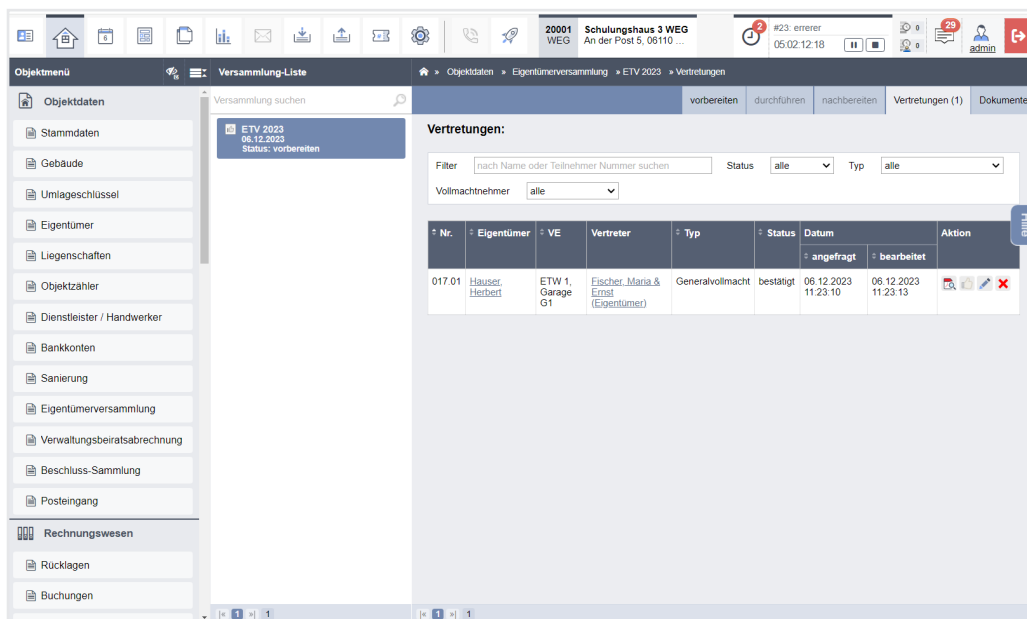 6
20001
WEG
Schulungshaus 3 WEG
An der Post 5, 06110 ...
2
#23: errerer
05:02:12:18
0
0
29
admin
Objektmenü
Versammlung-Liste
» Objektdaten » Eigentümerversammlung » ETV 2023 » Vertretungen
Objektdaten
Stammdaten
Gebäude
Umlageschlüssel
Eigentümer
Liegenschaften
Objektzähler
Dienstleister / Handwerker
Bankkonten
Sanierung
Eigentümerversammlung
Verwaltungsbeiratsabrechnung
Beschluss-Sammlung
Posteingang
Rechnungswesen
Rücklagen
Buchungen
Versammlung suchen
ETV 2023
06.12.2023
Status: vorbereiten
|« 1 »| 1
vorbereiten durchführen nachbereiten Vertretungen (1) Dokumente
Vertretungen:
Filter nach Name oder Teilnehmer Nummer suchen Status alle Typ alle
Vollmachtnehmer alle
Hilfe
Nr. Eigentümer VE Vertreter Typ Status Datum Aktion
angefragt bearbeitet
017.01 Hauser, ETW 1, Fischer, Maria & Generalvollmacht bestätigt 06.12.2023 06.12.2023
Herbert Garage Ernst 11:23:10 11:23:13
G1 (Eigentümer)
|« 1 »| 1